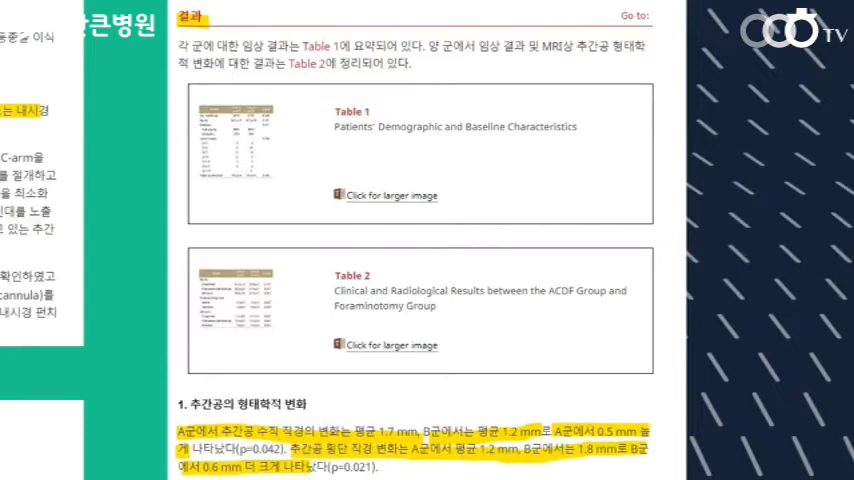 큰병원
TV
동종골 이식
는 내시경
C-arm을
를 절개하고
을 최소화
인대를 노출
고 있는 추간
확인하였고
cannula)를
내시경 펀치
결과
Go to:
각 군에 대한 임상 결과는 Table 1에 요약되어 있다. 양 군에서 임상 결과 및 MRI상 추간공 형태학
적 변화에 대한 결과는 Table 2에 정리되어 있다.
Table 1
Patients' Demographic and Baseline Characteristics
Click for larger image
Table 2
Clinical and Radiological Results between the ACDF Group and
Foraminotomy Group
Click for larger image
1. 추간공의 형태학적 변화
A군에서 추간공 수직 직경의 변화는 평균 1.7 mm, B군에서는 평균 1.2 mm로 A군에서 0.5 mm 높
게 나타났다(p=0.042). 추간공 횡단 직경 변화는 A군에서 평균 1.2 mm, B군에서는 1.8 mm로 B군
에서 0.6 mm 더 크게 나타났다(p=0.021).